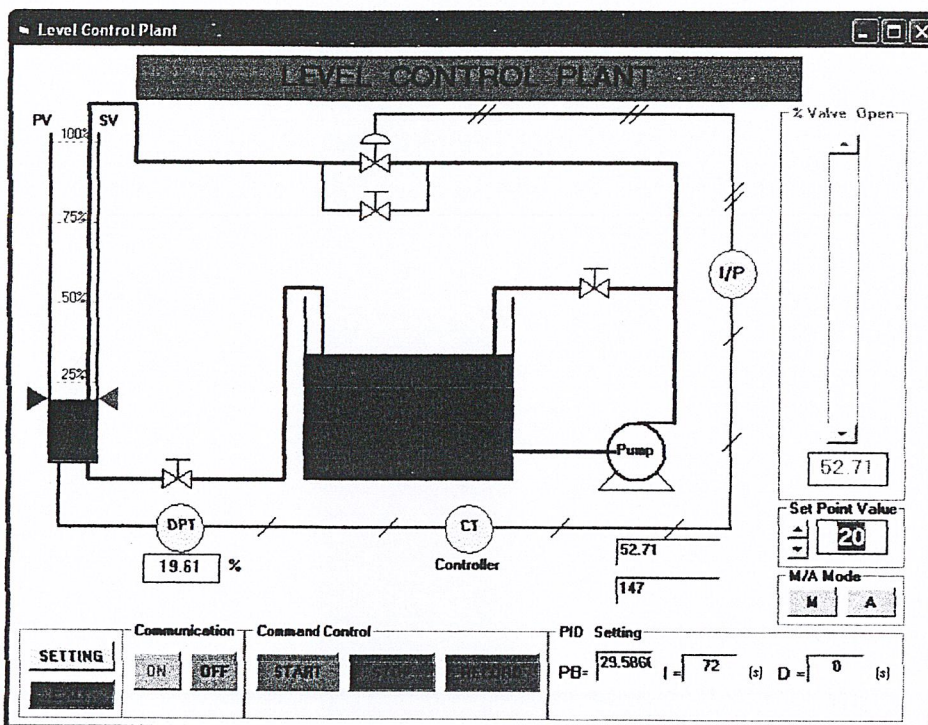 Level Control Plant
LEVEL CONTROL PLANT
PV
SV
100%
75%
50%
25%
% Valve Open
I/P
52.71
Pump
Set Point Value
20
DPT
CT
Controller
19.61 %
52.71
147
M/A Mode
M A
SETTING
Communication
ON OFF
Command Control
START
PID Setting
PB= I = 72 (s) D = 0 (s)